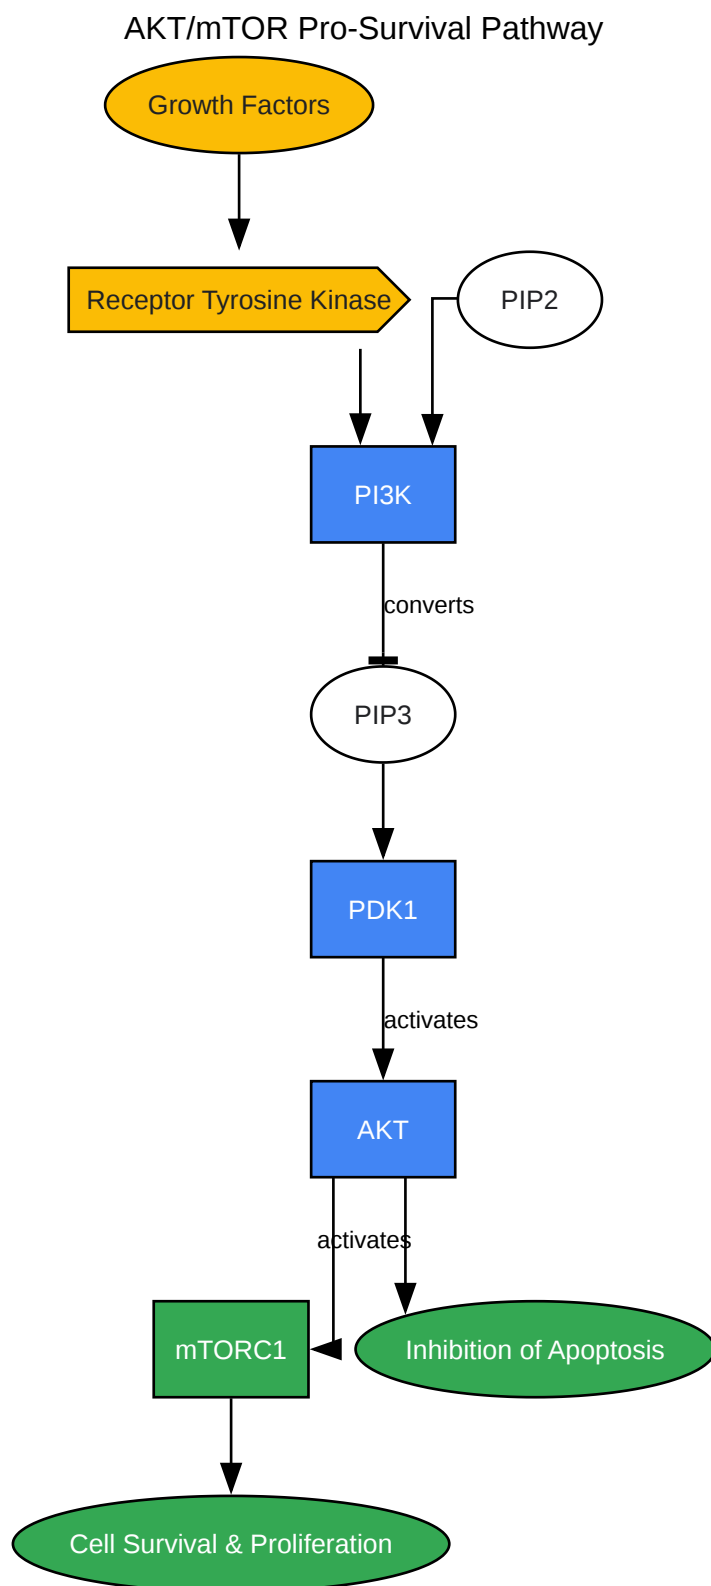 AKT/mTOR Pro-Survival Pathway
Growth Factors
Receptor Tyrosine Kinase
PIP2
PI3K
converts
PIP3
PDK1
activates
AKT
activates
mTORC1
Inhibition of Apoptosis
Cell Survival & Proliferation